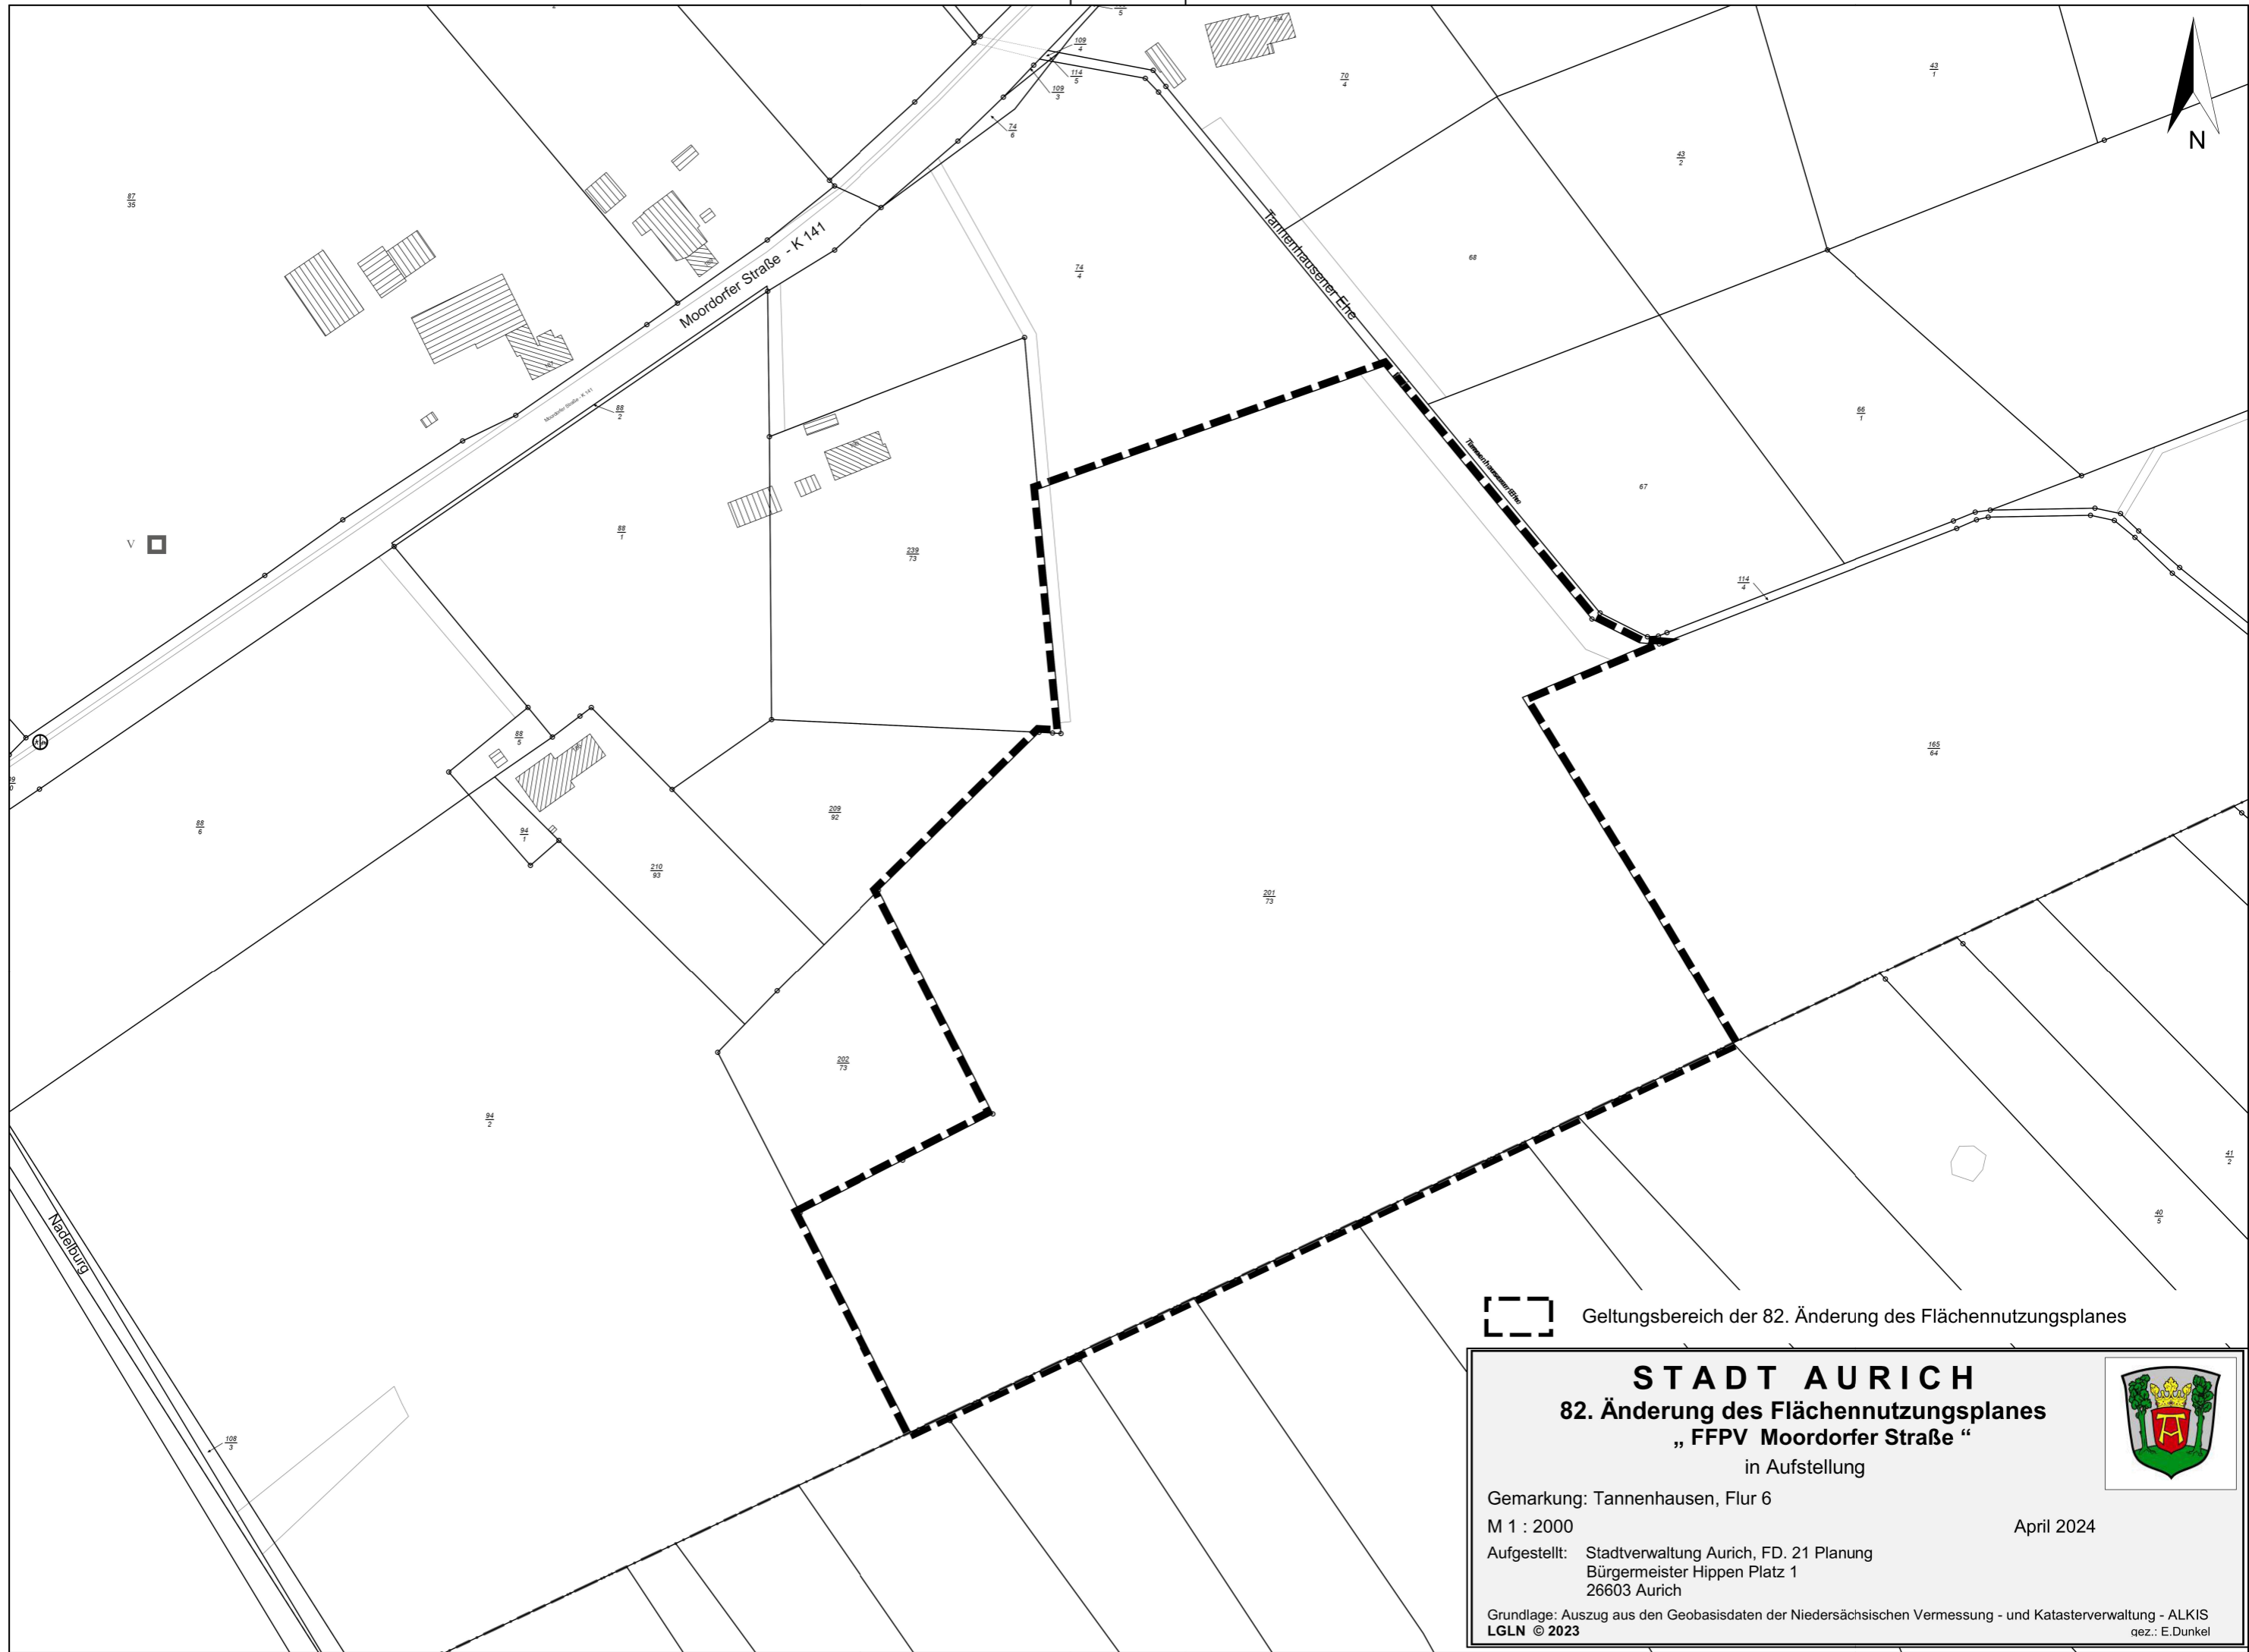 5
109
4
114
5
109
3
74
6
70
4
43
1
43
2
N
87
35
Moordorfer Straße - K 141
74
4
Tannenhausener Ehe
68
Moordorfer Straße - K 141
88
2
66
1
67
V
88
1
239
73
114
4
88
5
165
64
88
6
94
1
209
92
210
93
201
73
202
73
94
2
41
2
40
5
Nadelburg
108
3
Geltungsbereich der 82. Änderung des Flächennutzungsplanes
STADT AURICH
82. Änderung des Flächennutzungsplanes
„ FFPV Moordorfer Straße “
in Aufstellung
Gemarkung: Tannenhausen, Flur 6
M 1 : 2000
April 2024
Aufgestellt: Stadtverwaltung Aurich, FD. 21 Planung
Bürgermeister Hippen Platz 1
26603 Aurich
Grundlage: Auszug aus den Geobasisdaten der Niedersächsischen Vermessung - und Katasterverwaltung - ALKIS
LGLN © 2023
gez.: E.Dunkel